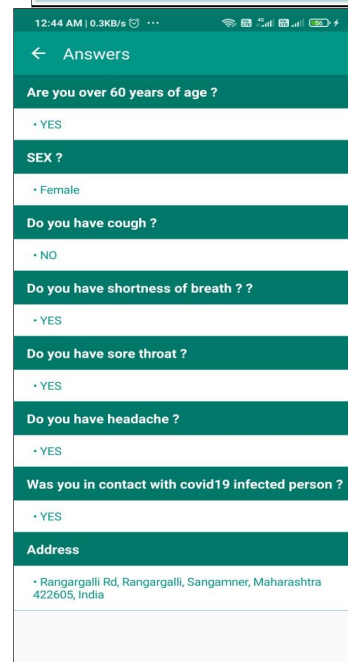 12:44 AM | 0.3KB/s ...
56
← Answers
Are you over 60 years of age ?
• YES
SEX ?
• Female
Do you have cough ?
• NO
Do you have shortness of breath ? ?
• YES
Do you have sore throat ?
• YES
Do you have headache ?
• YES
Was you in contact with covid19 infected person ?
• YES
Address
• Rangargalli Rd, Rangargalli, Sangamner, Maharashtra
422605, India